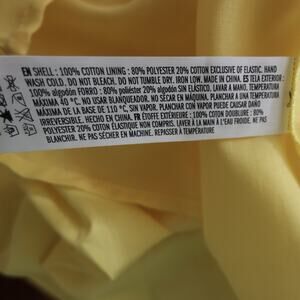 EN SHELL : 100% COTTON LINING : 80% POLYESTER 20% COTTON EXCLUSIVE OF ELASTIC. HAND
WASH COLD. DO NOT BLEACH. DO NOT TUMBLE DRY. IRON LOW. MADE IN CHINA. ES TELA EXTERIOR :
100% algodón FORRO : 80% poliéster 20% algodón SIN ELÁSTICO. LAVAR A MANO, TEMPERATURA
MÁXIMA 40 °C. NO USAR BLANQUEADOR. NO SECAR EN MÁQUINA. PLANCHAR A UNA TEMPERATURA
MÁXIMA DE LA BASE DE 110 °C, SIN VAPOR. PLANCHAR CON VAPOR PUEDE CAUSAR DAÑO
IRREVERSIBLE. HECHO EN CHINA. FR ÉTOFFE EXTÉRIEURE : 100% COTTON DOUBLURE : 80%
POLYESTER 20% COTTON ÉLASTIQUE NON COMPRIS. LAVER À LA MAIN À L'EAU FROIDE. NE PAS
BLANCHIR. NE PAS SÉCHER EN MACHINE. REPASSER À TEMPÉRATURE